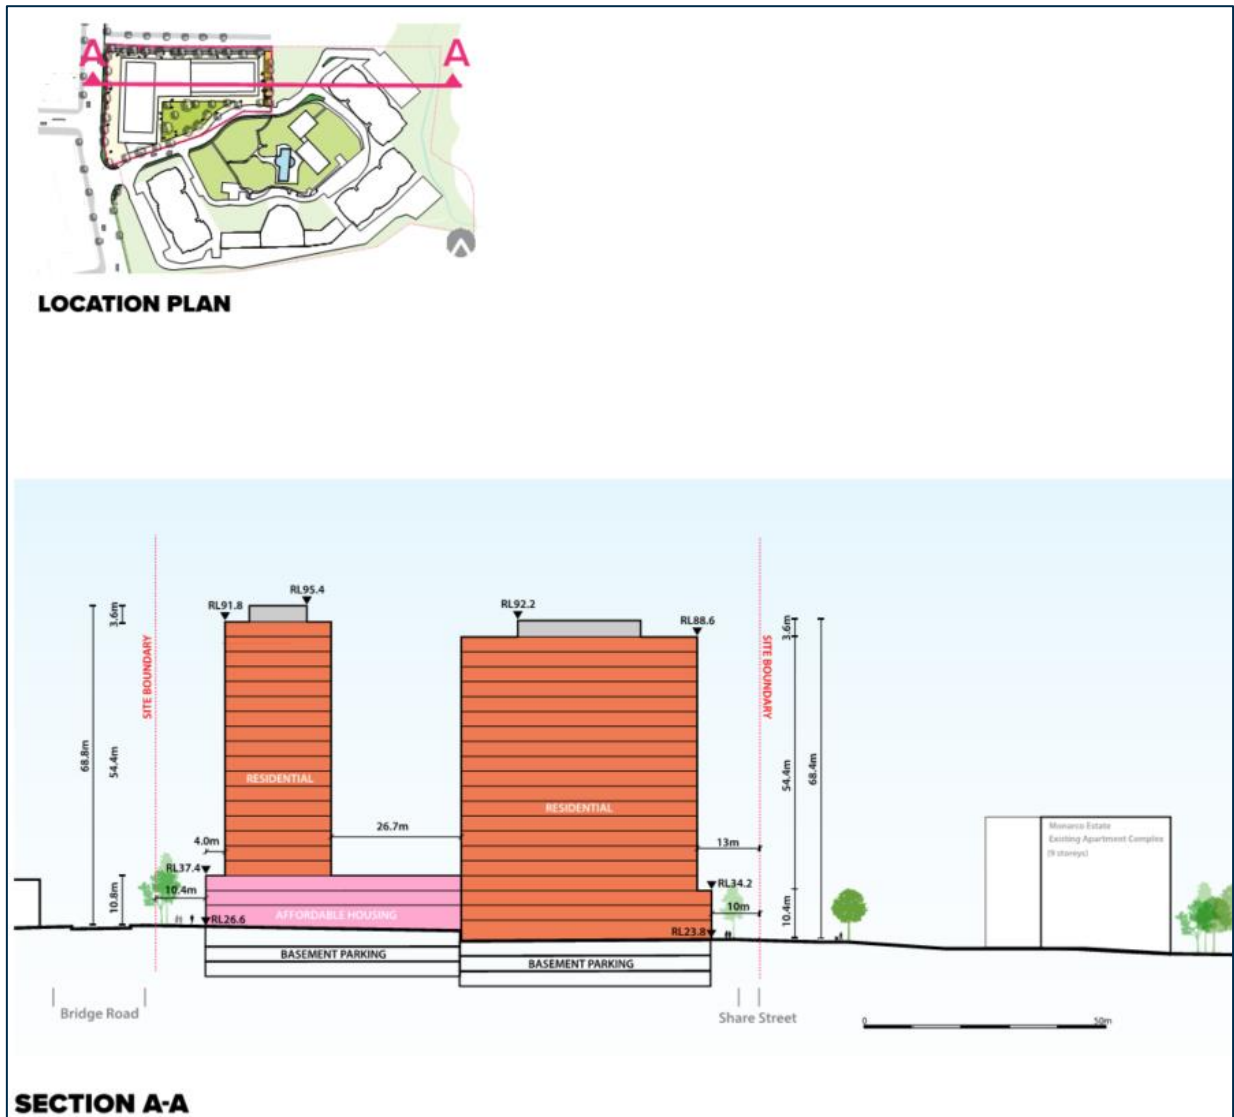 A A
LOCATION PLAN
RL95.4
RL91.8
RL92.2
RL88.6
3.6m
3.6m
SITE BOUNDARY
SITE BOUNDARY
68.8m
54.4m
54.4m
68.4m
RESIDENTIAL
RESIDENTIAL
26.7m
4.0m
13m
Monarco Estate
Existing Apartment Complex
(9 storeys)
RL37.4
10.4m
RL34.2
10m
10.8m
10.4m
AFFORDABLE HOUSING
RL26.6
RL23.8
BASEMENT PARKING
BASEMENT PARKING
Bridge Road
Share Street
0 50m
SECTION A-A